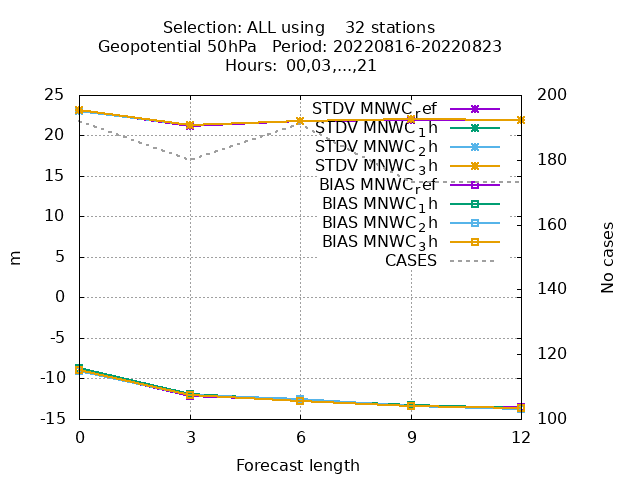 Selection: ALL using    32 stations
Geopotential 50hPa   Period: 20220816-20220823
Hours:  00,03,...,21
25
20
15
10
5
0
-5
-10
-15
m
200
180
160
140
120
100
No cases
STDV MNWC_ref
STDV MNWC_1h
STDV MNWC_2h
STDV MNWC_3h
BIAS MNWC_ref
BIAS MNWC_1h
BIAS MNWC_2h
BIAS MNWC_3h
CASES
0 3 6 9 12
Forecast length